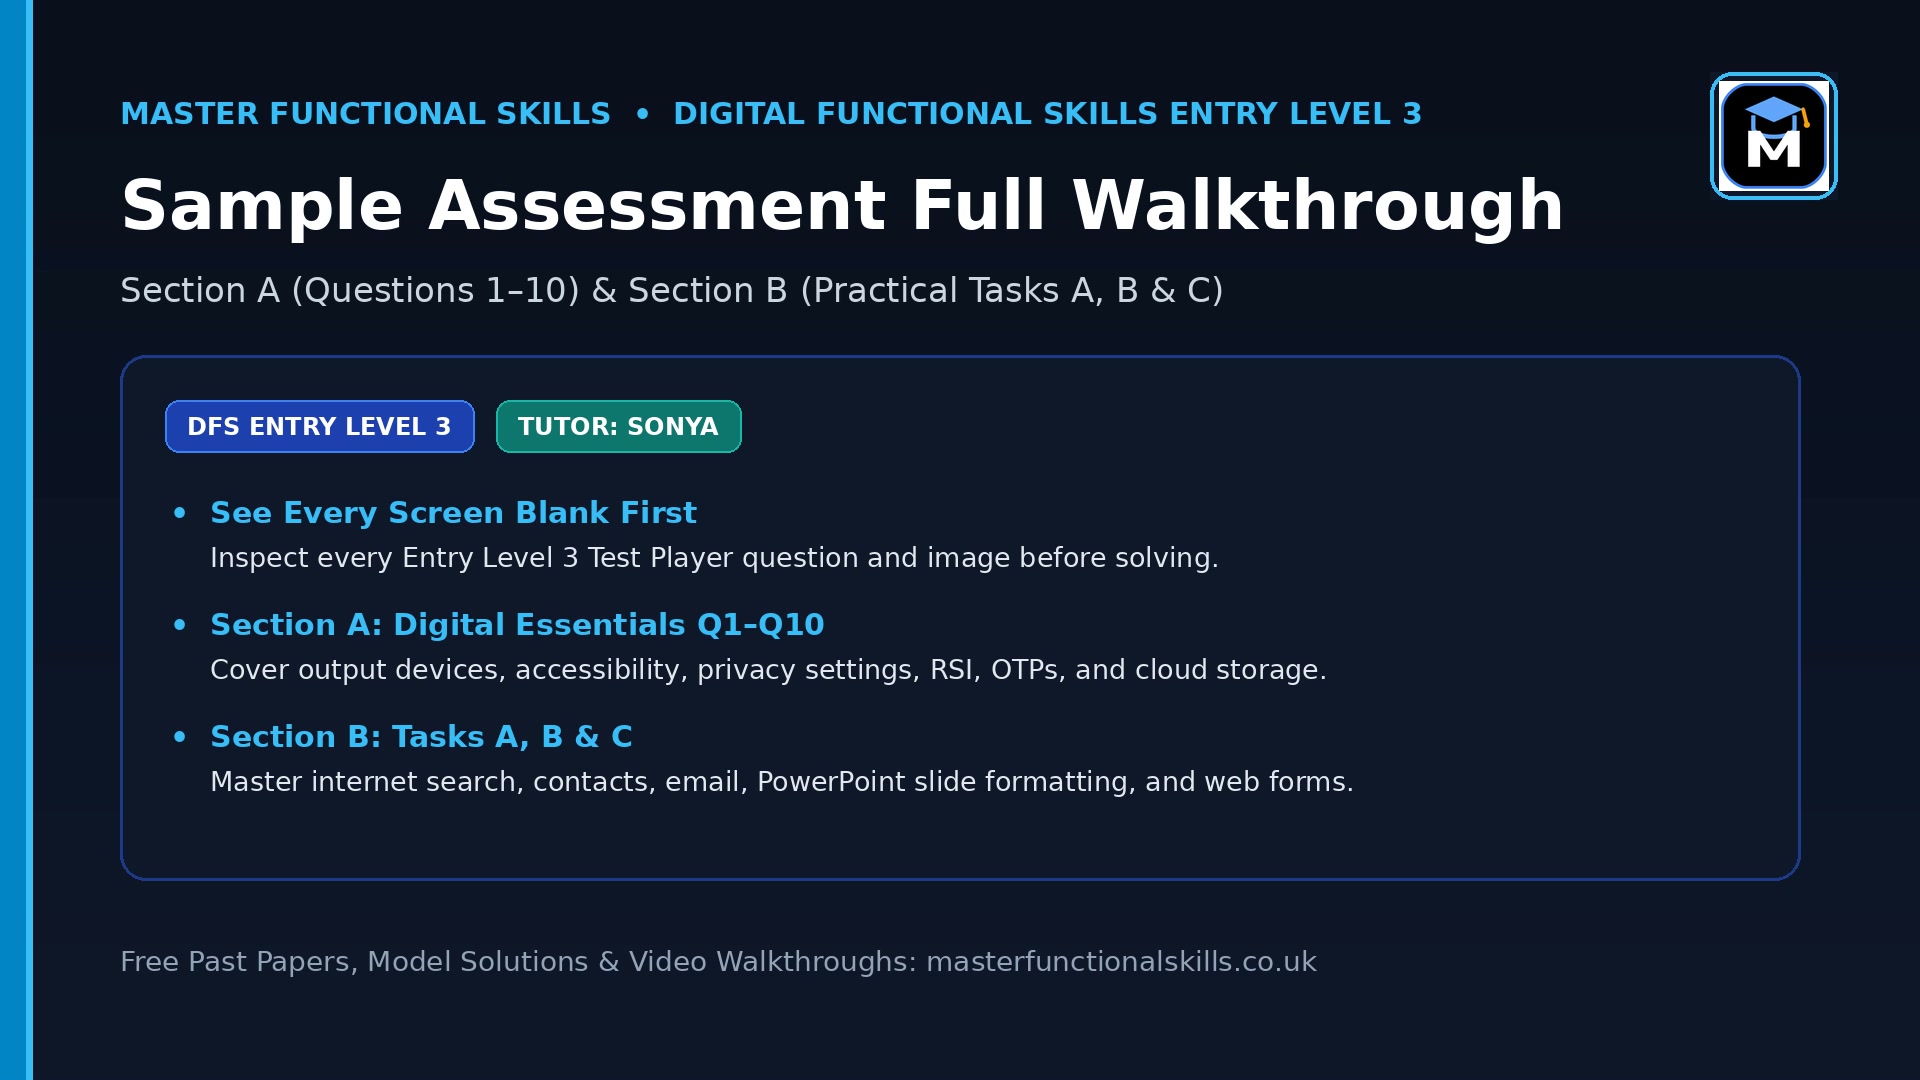 MASTER FUNCTIONAL SKILLS • DIGITAL FUNCTIONAL SKILLS ENTRY LEVEL 3
M
Sample Assessment Full Walkthrough
Section A (Questions 1–10) & Section B (Practical Tasks A, B & C)
DFS ENTRY LEVEL 3
TUTOR: SONYA
• See Every Screen Blank First
Inspect every Entry Level 3 Test Player question and image before solving.
• Section A: Digital Essentials Q1–Q10
Cover output devices, accessibility, privacy settings, RSI, OTPs, and cloud storage.
• Section B: Tasks A, B & C
Master internet search, contacts, email, PowerPoint slide formatting, and web forms.
Free Past Papers, Model Solutions & Video Walkthroughs: masterfunctionalskills.co.uk